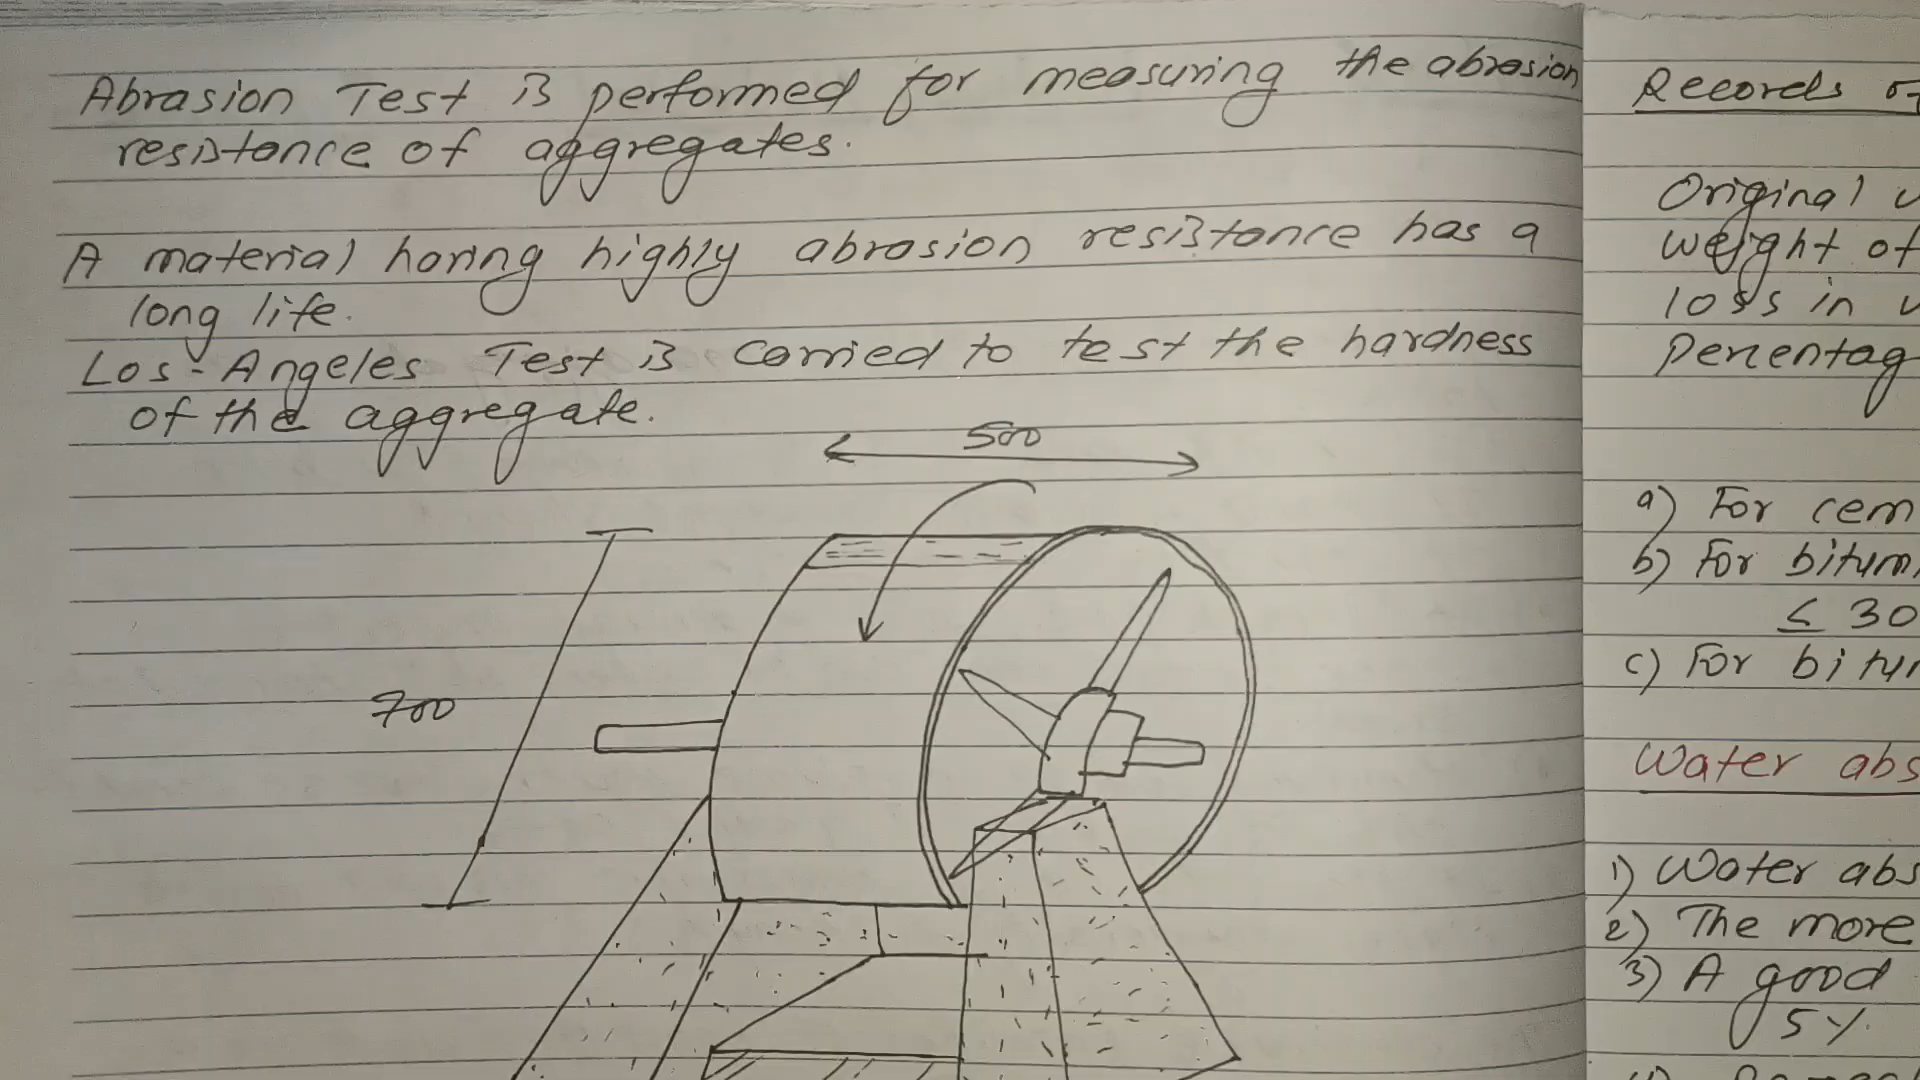 Abrasion Test is performed for measuring the abrasion
resistance of aggregates.
A material having highly abrasion resistance has a
long life.
Los-Angeles Test is carried to test the hardness
of the aggregate.
500
700
Records
Original
weight of
loss in
Percentag
a) For cem
b) For bitum
≤ 30
c) For bitu
Water abs
1) Water abs
2) The more
3) A good
5%